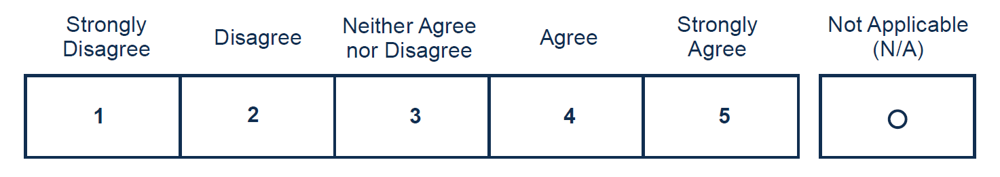 Strongly
Disagree
Disagree
Neither Agree
nor Disagree
Agree
Strongly
Agree
Not Applicable
(N/A)
1
2
3
4
5